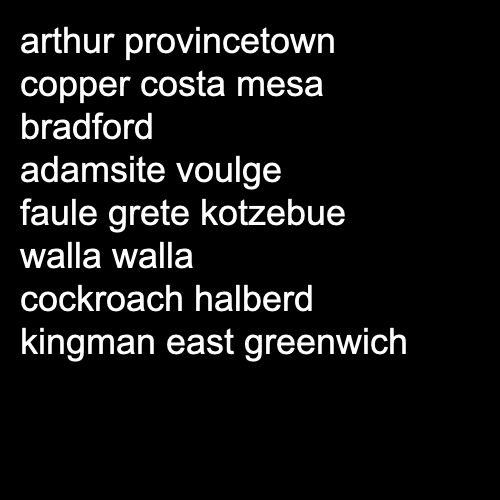 arthur provincetown
copper costa mesa
bradford
adamsite voulge
faule grete kotzebue
walla walla
cockroach halberd
kingman east greenwich